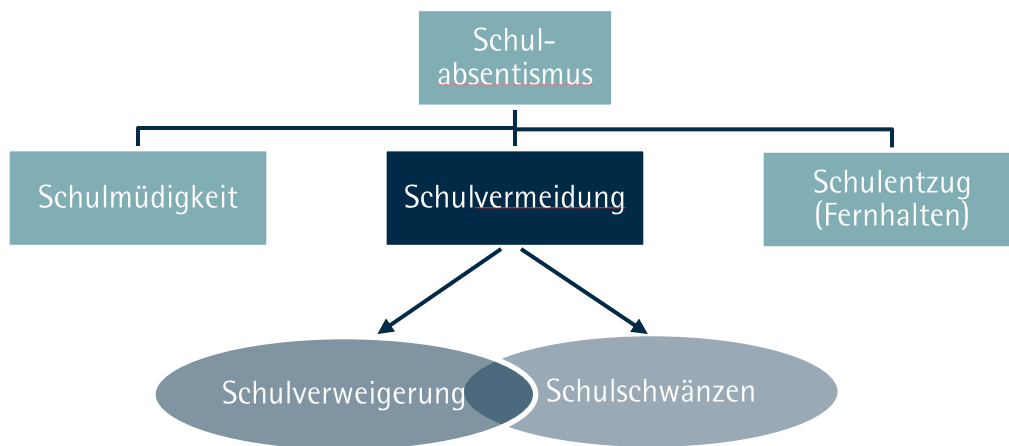 Schul-
absentismus
Schulmüdigkeit
Schulvermeidung
Schulentzug
(Fernhalten)
Schulverweigerung
Schulschwänzen